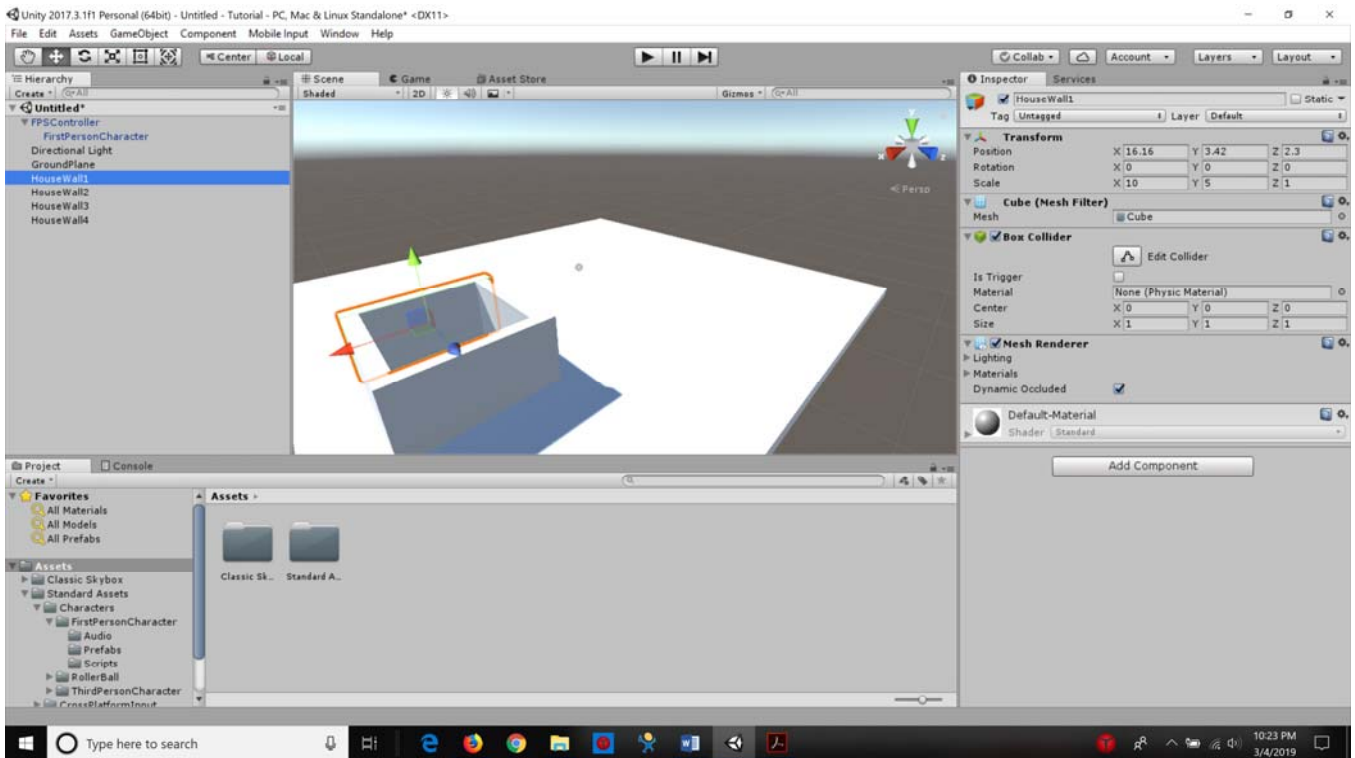 Unity 2017.3.1f1 Personal (64bit) - Untitled - Tutorial - PC, Mac & Linux Standalone* <DX11>
File Edit Assets GameObject Component Mobile Input Window Help
Center Local
Collab Account Layers Layout
Hierarchy
Create All
Untitled*
FPSController
FirstPersonCharacter
Directional Light
GroundPlane
HouseWall1
HouseWall2
HouseWall3
HouseWall4
Scene Game Asset Store
Shaded 2D Gizmos All
y
x z
Persp
Inspector Services
HouseWall1 Static
Tag Untagged Layer Default
Transform
Position X 16.16 Y 3.42 Z 2.3
Rotation X 0 Y 0 Z 0
Scale X 10 Y 5 Z 1
Cube (Mesh Filter)
Mesh Cube
Box Collider
Edit Collider
Is Trigger
Material None (Physic Material)
Center X 0 Y 0 Z 0
Size X 1 Y 1 Z 1
Mesh Renderer
Lighting
Materials
Dynamic Occluded
Default-Material
Shader Standard
Add Component
Project Console
Create
Favorites
All Materials
All Models
All Prefabs
Assets
Classic Skybox
Standard Assets
Characters
FirstPersonCharacter
Audio
Prefabs
Scripts
RollerBall
ThirdPersonCharacter
CrossPlatformInput
Assets
Classic Sk... Standard A...
Type here to search
10:23 PM
3/4/2019